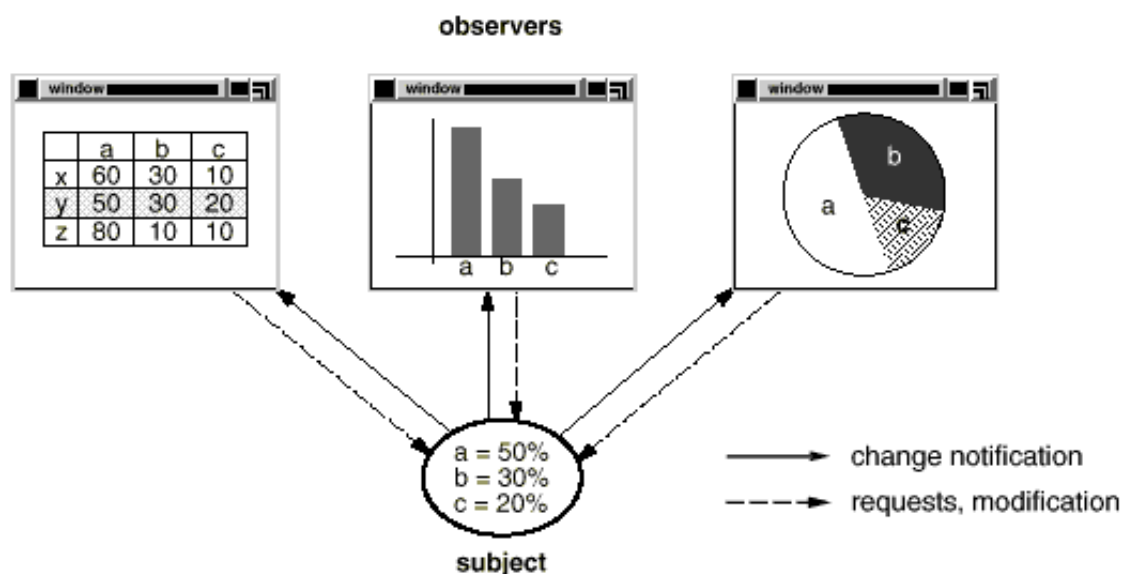 observers
window
a b c
x 60 30 10
y 50 30 20
z 80 10 10
window
a b c
window
b
a
c
a = 50%
b = 30%
c = 20%
subject
change notification
requests, modification